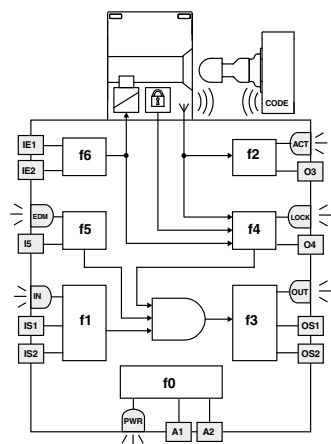 CODE
IE1
f6
f2
ACT
IE2
O3
EDM
f5
f4
LOCK
I5
O4
IN
f1
f3
OUT
IS1
OS1
IS2
OS2
f0
PWR
A1
A2